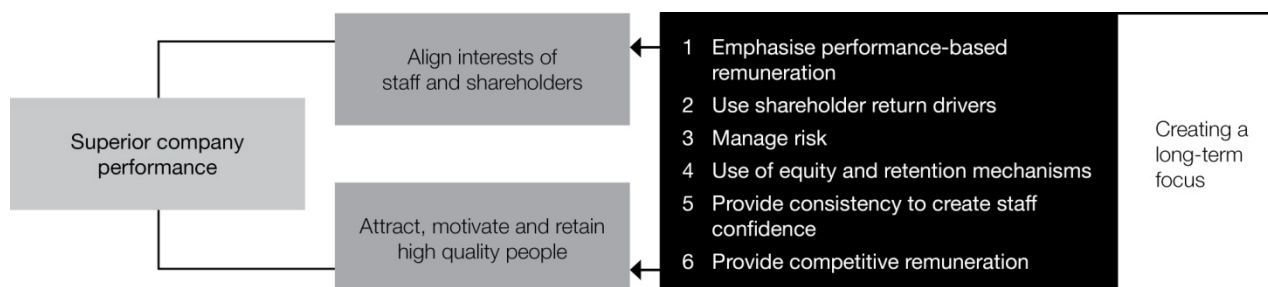 Superior company
performance
Align interests of
staff and shareholders
Attract, motivate and retain
high quality people
1 Emphasise performance-based
remuneration
2 Use shareholder return drivers
3 Manage risk
4 Use of equity and retention mechanisms
5 Provide consistency to create staff
confidence
6 Provide competitive remuneration
Creating a
long-term
focus